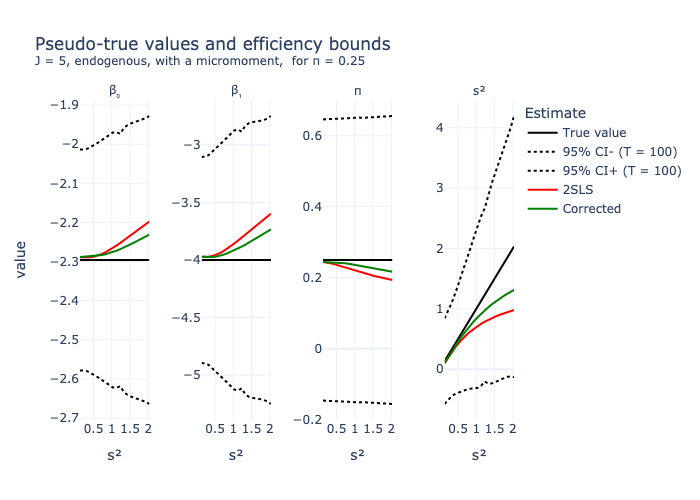 Pseudo-true values and efficiency bounds
J = 5, endogenous, with a micromoment,  for π = 0.25
β₀
β₁
π
s²
Estimate
True value
95% CI- (T = 100)
95% CI+ (T = 100)
2SLS
Corrected
value
−1.9
−2
−2.1
−2.2
−2.3
−2.4
−2.5
−2.6
−2.7
−3
−3.5
−4
−4.5
−5
0.6
0.4
0.2
0
−0.2
4
3
2
1
0
0.5 1 1.5 2
0.5 1 1.5 2
0.5 1 1.5 2
0.5 1 1.5 2
s²
s²
s²
s²